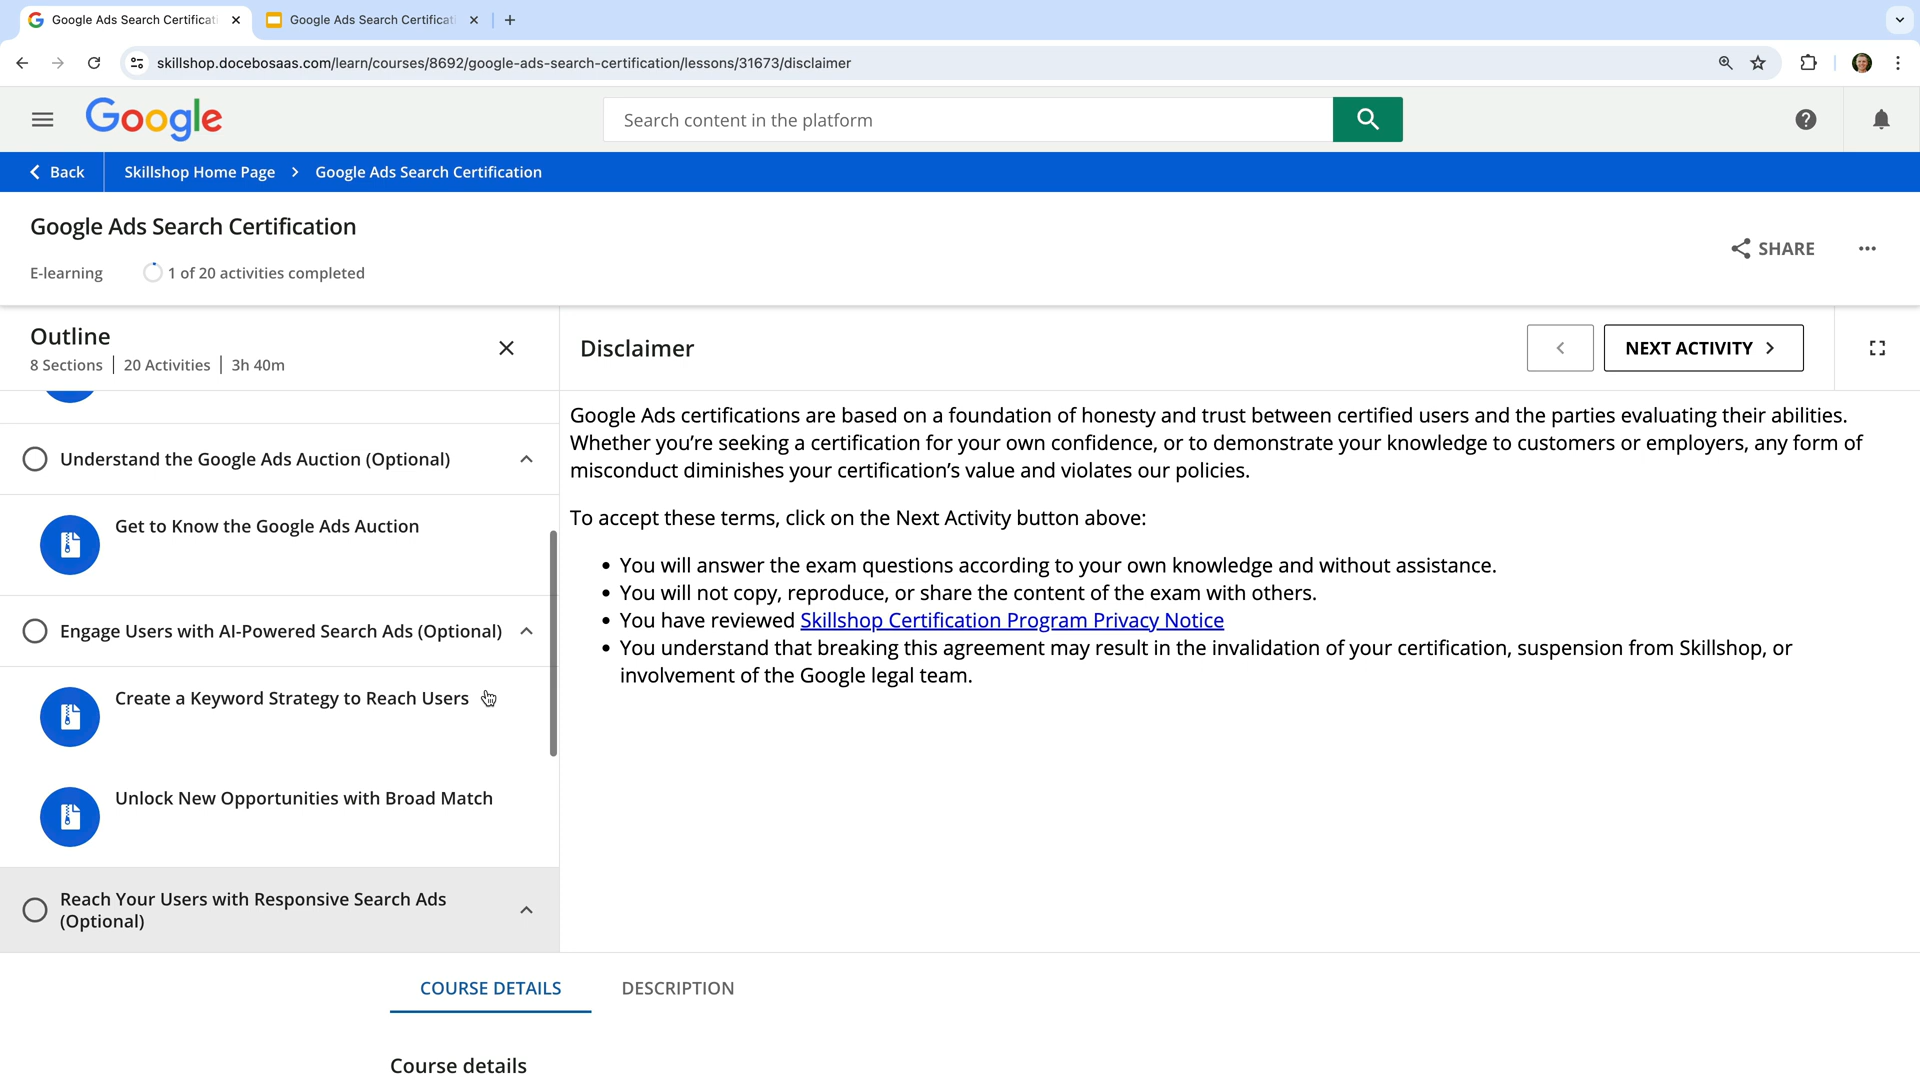 Google Ads Search Certificati
Google Ads Search Certificati
skillshop.docebosaas.com/learn/courses/8692/google-ads-search-certification/lessons/31673/disclaimer
Google
Search content in the platform
Back
Skillshop Home Page
Google Ads Search Certification
Google Ads Search Certification
E-learning
1 of 20 activities completed
SHARE
Outline
8 Sections
20 Activities
3h 40m
Understand the Google Ads Auction (Optional)
Get to Know the Google Ads Auction
Engage Users with AI-Powered Search Ads (Optional)
Create a Keyword Strategy to Reach Users
Unlock New Opportunities with Broad Match
Reach Your Users with Responsive Search Ads
(Optional)
Disclaimer
NEXT ACTIVITY
Google Ads certifications are based on a foundation of honesty and trust between certified users and the parties evaluating their abilities.
Whether you’re seeking a certification for your own confidence, or to demonstrate your knowledge to customers or employers, any form of
misconduct diminishes your certification’s value and violates our policies.
To accept these terms, click on the Next Activity button above:
• You will answer the exam questions according to your own knowledge and without assistance.
• You will not copy, reproduce, or share the content of the exam with others.
• You have reviewed Skillshop Certification Program Privacy Notice
• You understand that breaking this agreement may result in the invalidation of your certification, suspension from Skillshop, or
involvement of the Google legal team.
COURSE DETAILS
DESCRIPTION
Course details